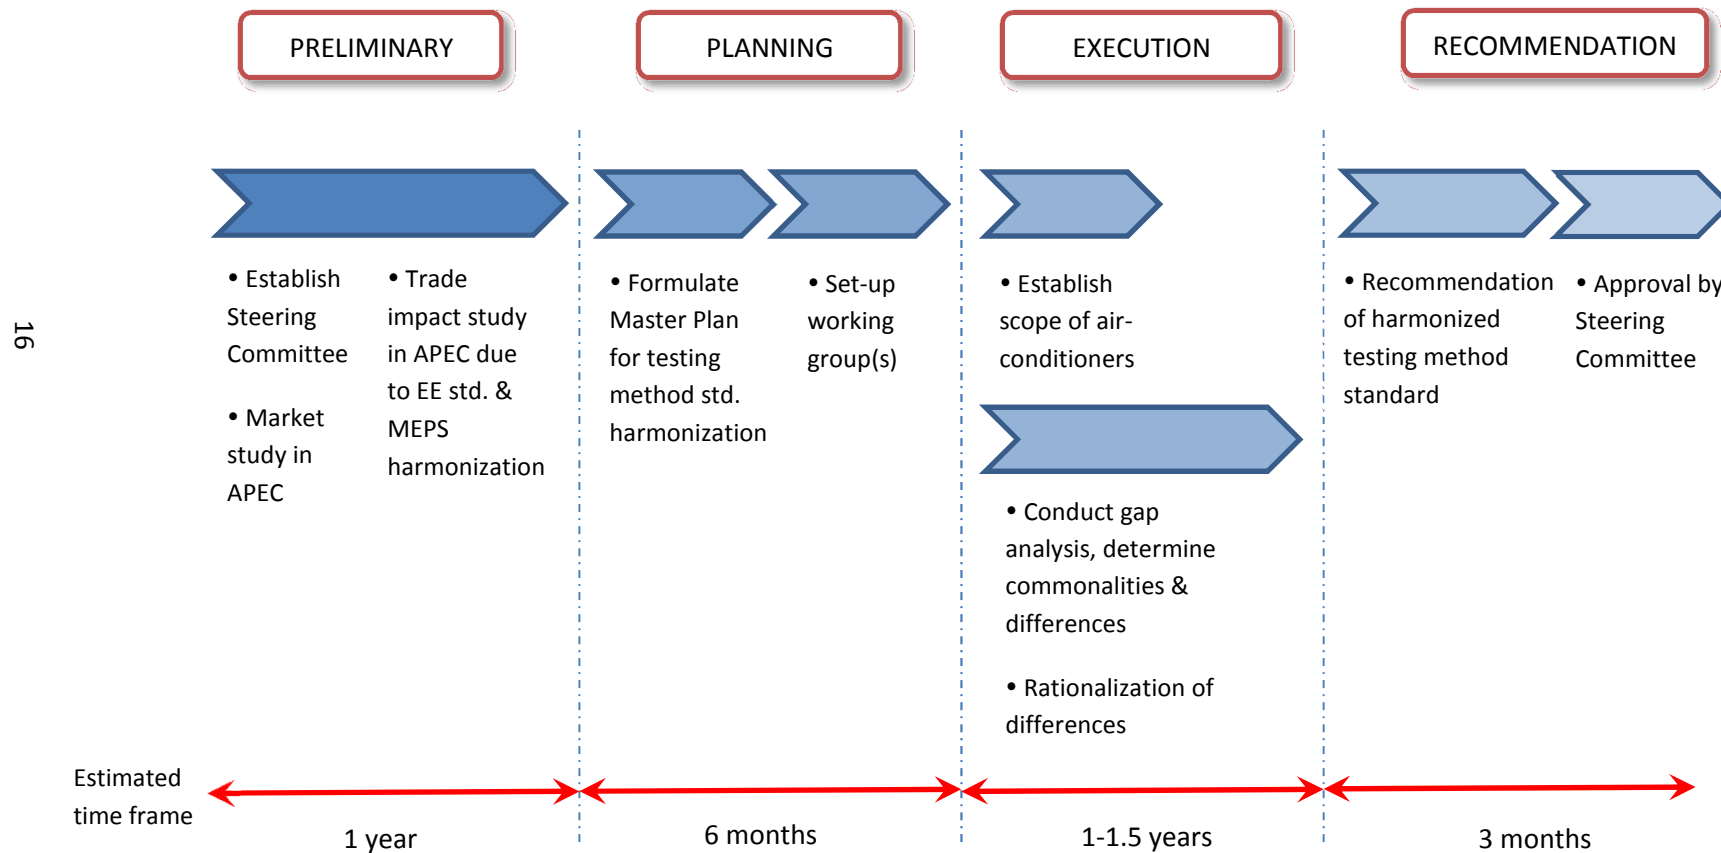 PRELIMINARY
PLANNING
EXECUTION
RECOMMENDATION
• Establish
Steering
Committee
• Market
study in
APEC
• Trade
impact study
in APEC due
to EE std. &
MEPS
harmonization
• Formulate
Master Plan
for testing
method std.
harmonization
• Set-up
working
group(s)
• Establish
scope of air-
conditioners
• Conduct gap
analysis, determine
commonalities &
differences
• Rationalization of
differences
• Recommendation
of harmonized
testing method
standard
• Approval by
Steering
Committee
Estimated
time frame
1 year
6 months
1-1.5 years
3 months
16